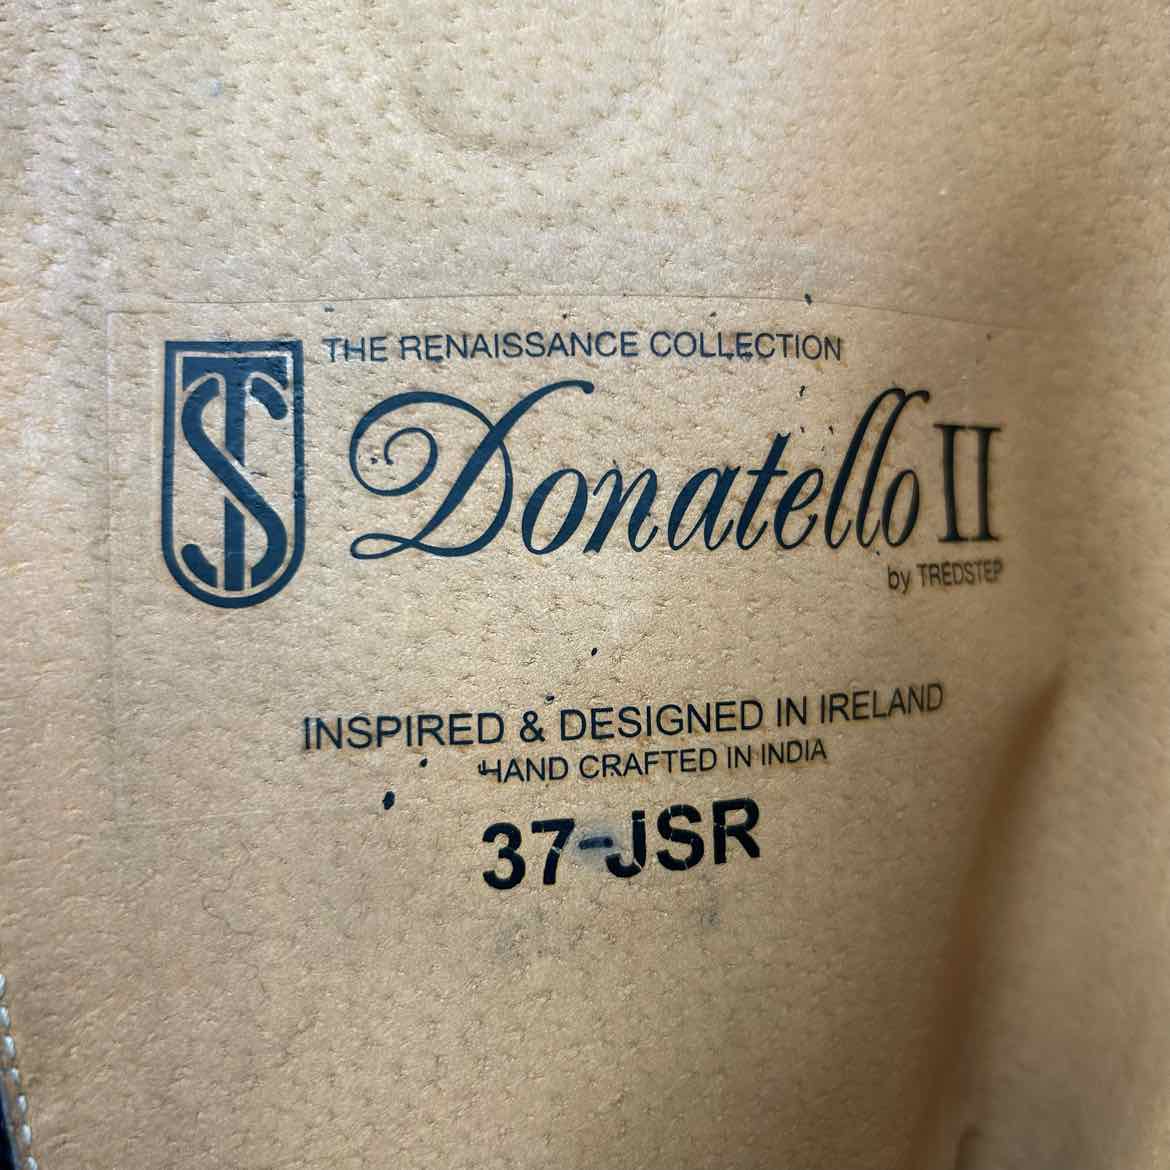 THE RENAISSANCE COLLECTION
TS
Donatello II
by TREDSTEP
INSPIRED & DESIGNED IN IRELAND
HAND CRAFTED IN INDIA
37-JSR